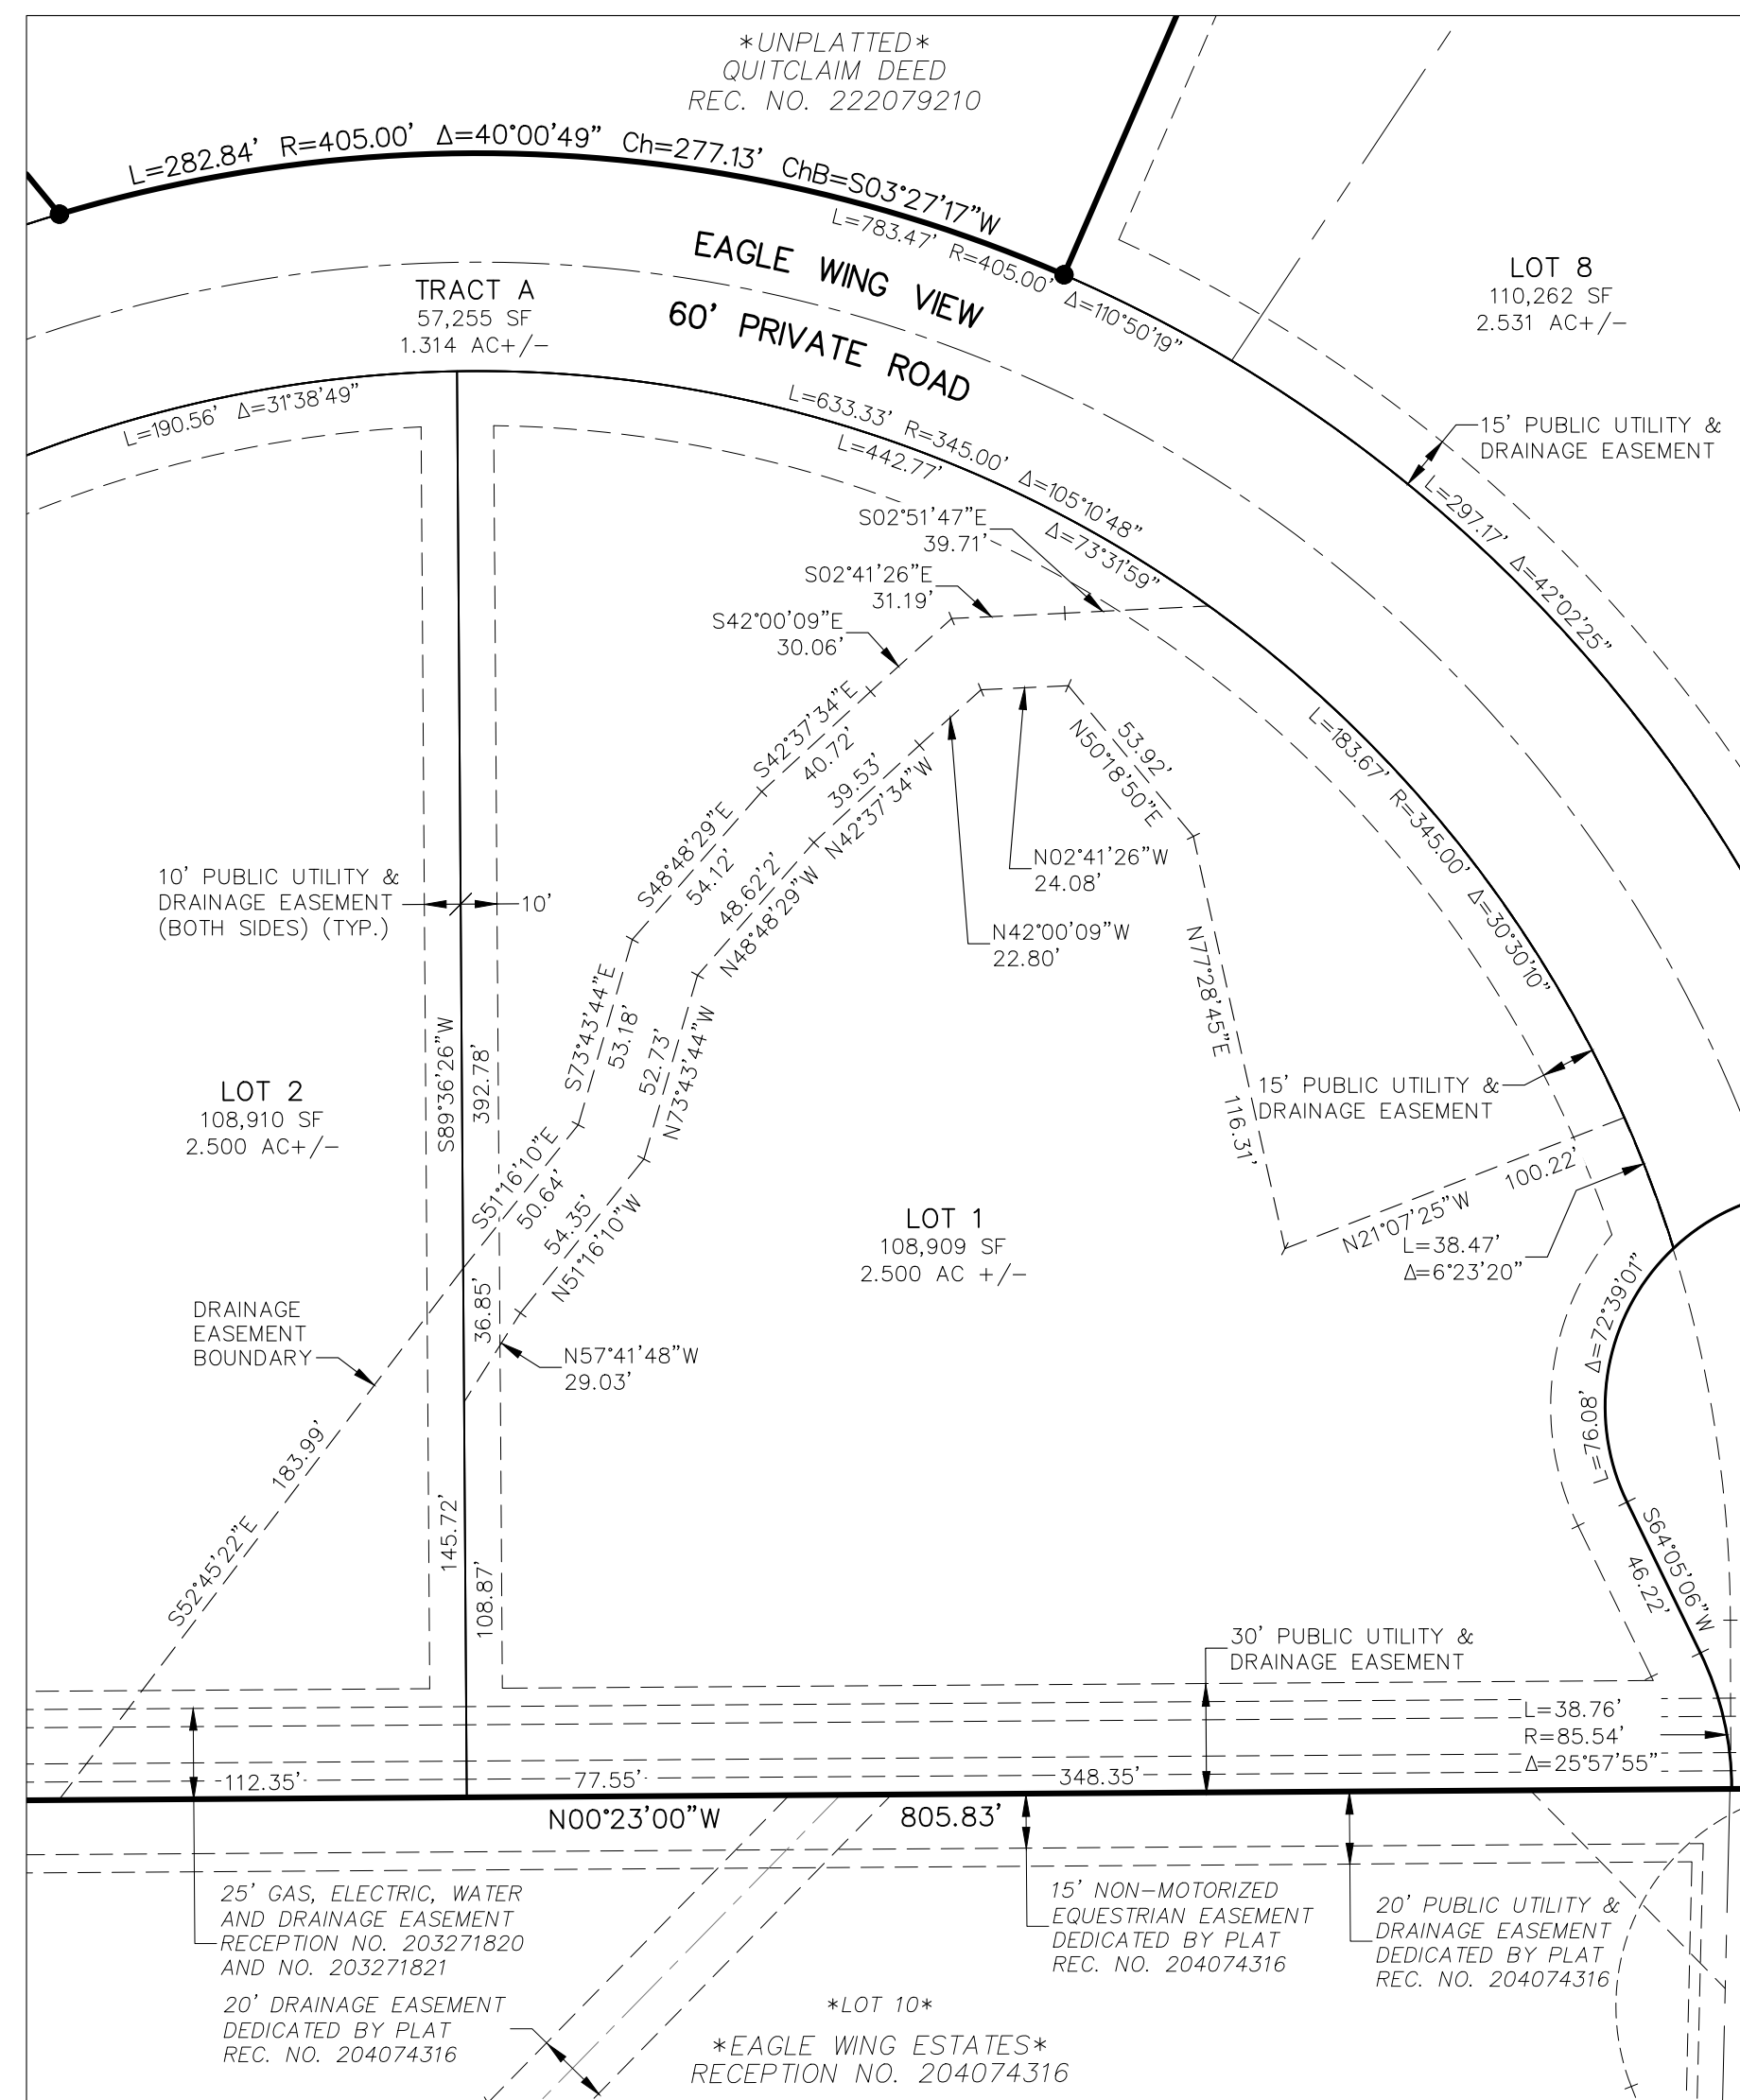 *UNPLATTED*
QUITCLAIM DEED
REC. NO. 222079210
L=282.84' R=405.00' Δ=40°00'49" Ch=277.13' ChB=S03°27'17"W
L=783.47' R=405.00' Δ=110°50'19"
EAGLE WING VIEW
60' PRIVATE ROAD
TRACT A
57,255 SF
1.314 AC+/-
LOT 8
110,262 SF
2.531 AC+/-
L=190.56' Δ=31°38'49"
L=633.33' R=345.00' Δ=105°10'48"
L=442.77' Δ=73°31'59"
15' PUBLIC UTILITY &
DRAINAGE EASEMENT
L=297.17' Δ=42°02'25"
S02°51'47"E
39.71'
S02°41'26"E
31.19'
S42°00'09"E
30.06'
S42°37'34"E
40.72'
39.53'
N42°37'34"W
53.92'
N50°18'50"E
L=183.67' R=345.00' Δ=30°30'10"
S48°48'29"E
54.12'
48.62'2'
N48°48'29"W
N02°41'26"W
24.08'
N42°00'09"W
22.80'
10' PUBLIC UTILITY &
DRAINAGE EASEMENT
(BOTH SIDES) (TYP.)
10'
N77°28'45"E 116.31'
S73°43'44"E
53.18'
52.73'
N73°43'44"W
S89°36'26"W
392.78'
15' PUBLIC UTILITY &
DRAINAGE EASEMENT
LOT 2
108,910 SF
2.500 AC+/-
S51°16'10"E
50.64'
54.35'
N51°16'10"W
N21°07'25"W 100.22'
L=38.47'
Δ=6°23'20"
LOT 1
108,909 SF
2.500 AC +/-
36.85'
DRAINAGE
EASEMENT
BOUNDARY
N57°41'48"W
29.03'
L=76.08' Δ=72°39'01"
S52°45'22"E 183.99'
145.72'
108.87'
S64°05'06"W
46.22'
30' PUBLIC UTILITY &
DRAINAGE EASEMENT
L=38.76'
R=85.54'
Δ=25°57'55"
112.35' 77.55' 348.35'
N00°23'00"W 805.83'
25' GAS, ELECTRIC, WATER
AND DRAINAGE EASEMENT
RECEPTION NO. 203271820
AND NO. 203271821
15' NON-MOTORIZED
EQUESTRIAN EASEMENT
DEDICATED BY PLAT
REC. NO. 204074316
20' PUBLIC UTILITY &
DRAINAGE EASEMENT
DEDICATED BY PLAT
REC. NO. 204074316
20' DRAINAGE EASEMENT
DEDICATED BY PLAT
REC. NO. 204074316
*LOT 10*
*EAGLE WING ESTATES*
RECEPTION NO. 204074316